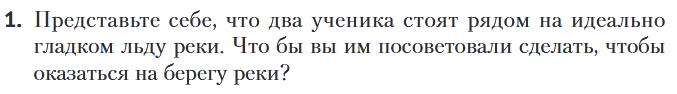 1. Представьте себе, что два ученика стоят рядом на идеально
гладком льду реки. Что бы вы им посоветовали сделать, чтобы
оказаться на берегу реки?